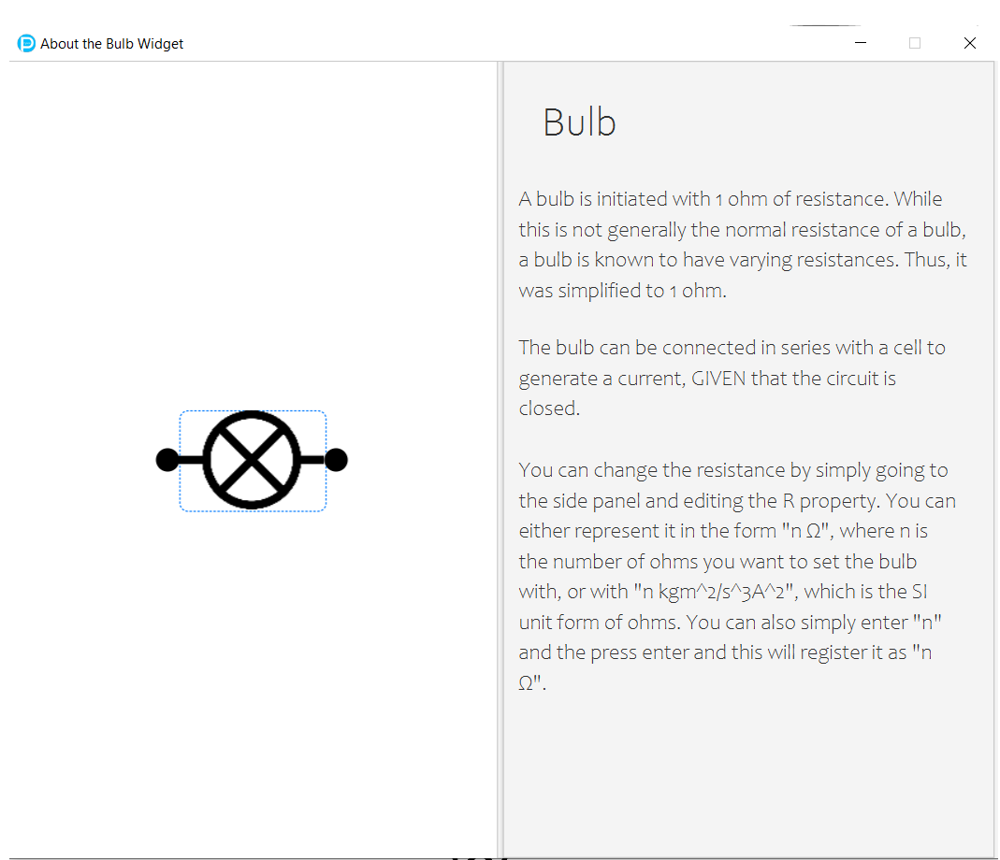 About the Bulb Widget
Bulb
A bulb is initiated with 1 ohm of resistance. While
this is not generally the normal resistance of a bulb,
a bulb is known to have varying resistances. Thus, it
was simplified to 1 ohm.
The bulb can be connected in series with a cell to
generate a current, GIVEN that the circuit is
closed.
You can change the resistance by simply going to
the side panel and editing the R property. You can
either represent it in the form "n Ω", where n is
the number of ohms you want to set the bulb
with, or with "n kgm^2/s^3A^2", which is the SI
unit form of ohms. You can also simply enter "n"
and the press enter and this will register it as "n
Ω".